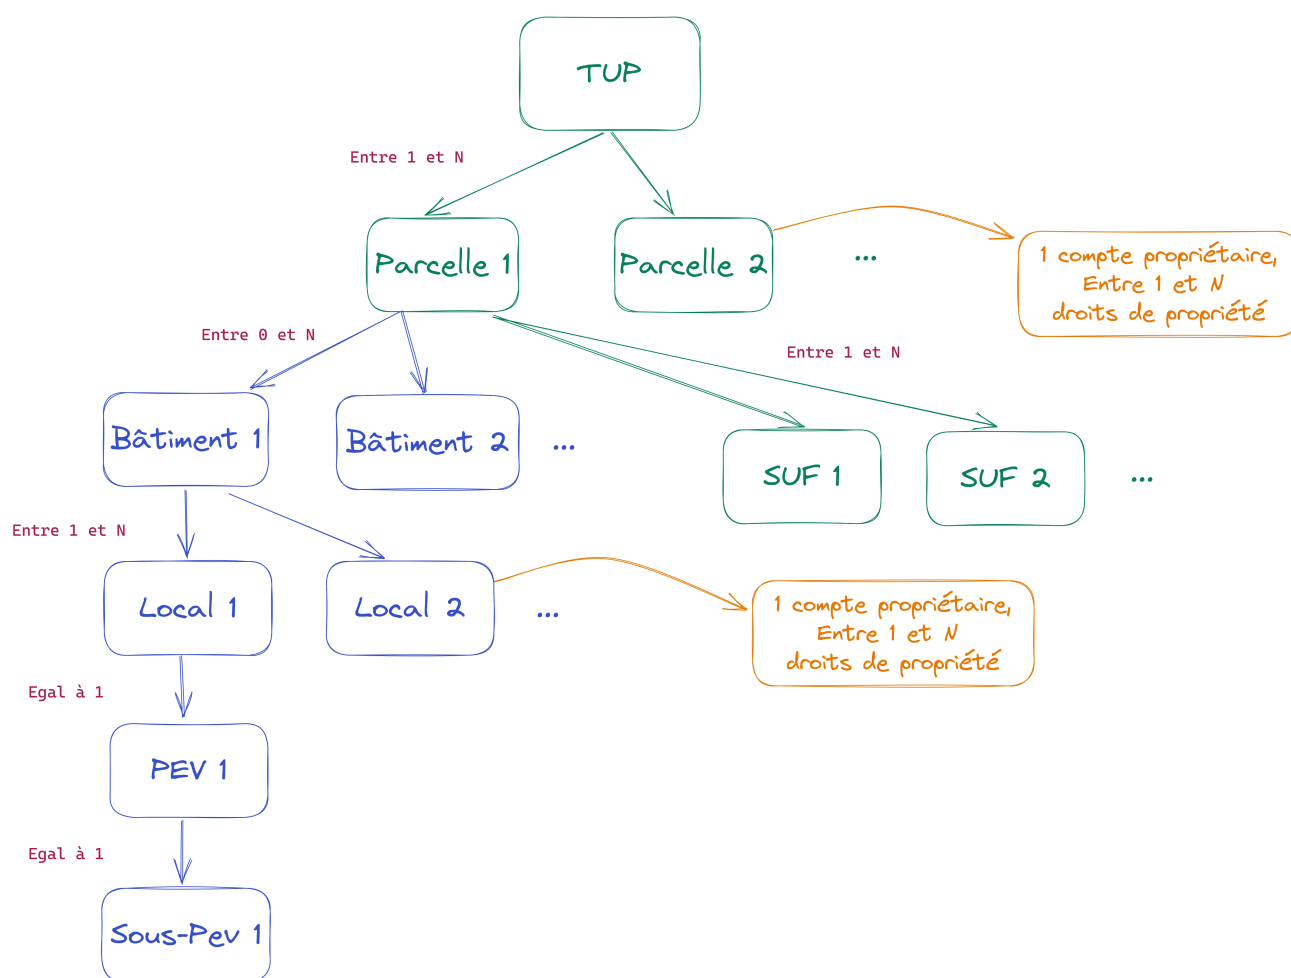 TUP
Entre 1 et N
Parcelle 1
Parcelle 2
...
1 compte propriétaire,
Entre 1 et N
droits de propriété
Entre 0 et N
Entre 1 et N
Bâtiment 1
Bâtiment 2
...
SUF 1
SUF 2
...
Entre 1 et N
Local 1
Local 2
...
1 compte propriétaire,
Entre 1 et N
droits de propriété
Egal à 1
PEV 1
Egal à 1
Sous-Pev 1